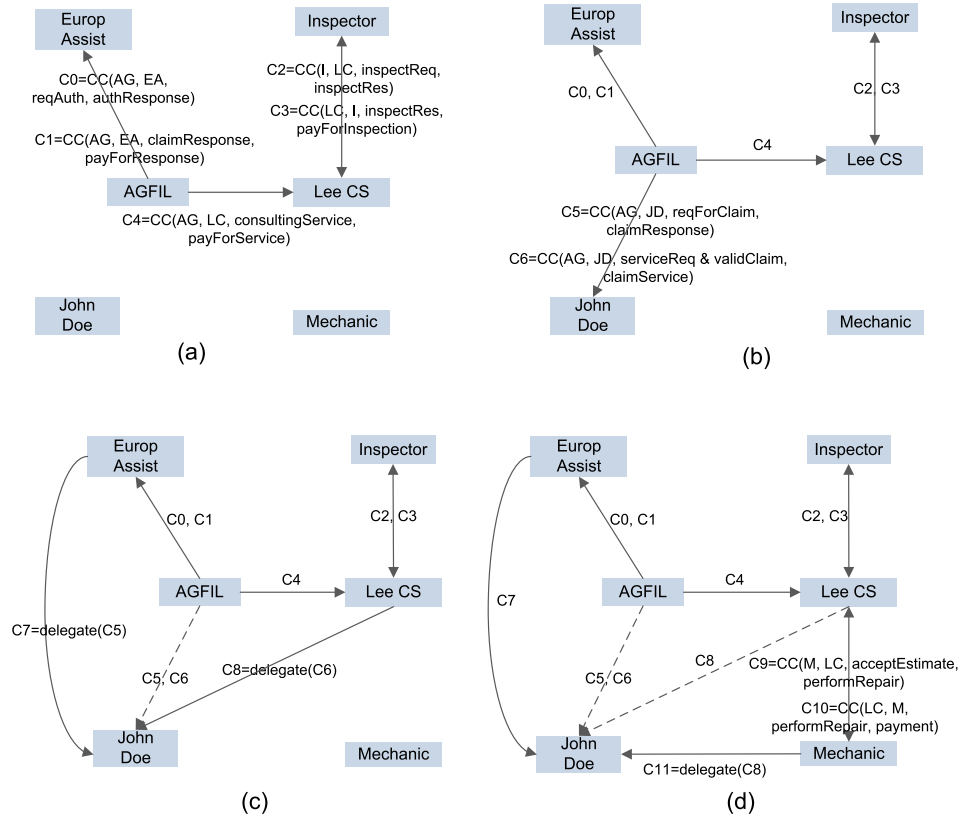 Europ
Assist
Inspector
C0=CC(AG, EA,
reqAuth, authResponse)
C2=CC(I, LC, inspectReq,
inspectRes)
C3=CC(LC, I, inspectRes,
payForInspection)
C1=CC(AG, EA, claimResponse,
payForResponse)
AGFIL
Lee CS
C4=CC(AG, LC, consultingService,
payForService)
John
Doe
Mechanic
(a)
Europ
Assist
Inspector
C0, C1
C2, C3
AGFIL
C4
Lee CS
C5=CC(AG, JD, reqForClaim,
claimResponse)
C6=CC(AG, JD, serviceReq & validClaim,
claimService)
John
Doe
Mechanic
(b)
Europ
Assist
Inspector
C0, C1
C2, C3
AGFIL
C4
Lee CS
C7=delegate(C5)
C5, C6
C8=delegate(C6)
John
Doe
Mechanic
(c)
Europ
Assist
Inspector
C0, C1
C2, C3
AGFIL
C4
Lee CS
C7
C5, C6
C8
C9=CC(M, LC, acceptEstimate,
performRepair)
C10=CC(LC, M,
performRepair, payment)
John
Doe
Mechanic
C11=delegate(C8)
(d)